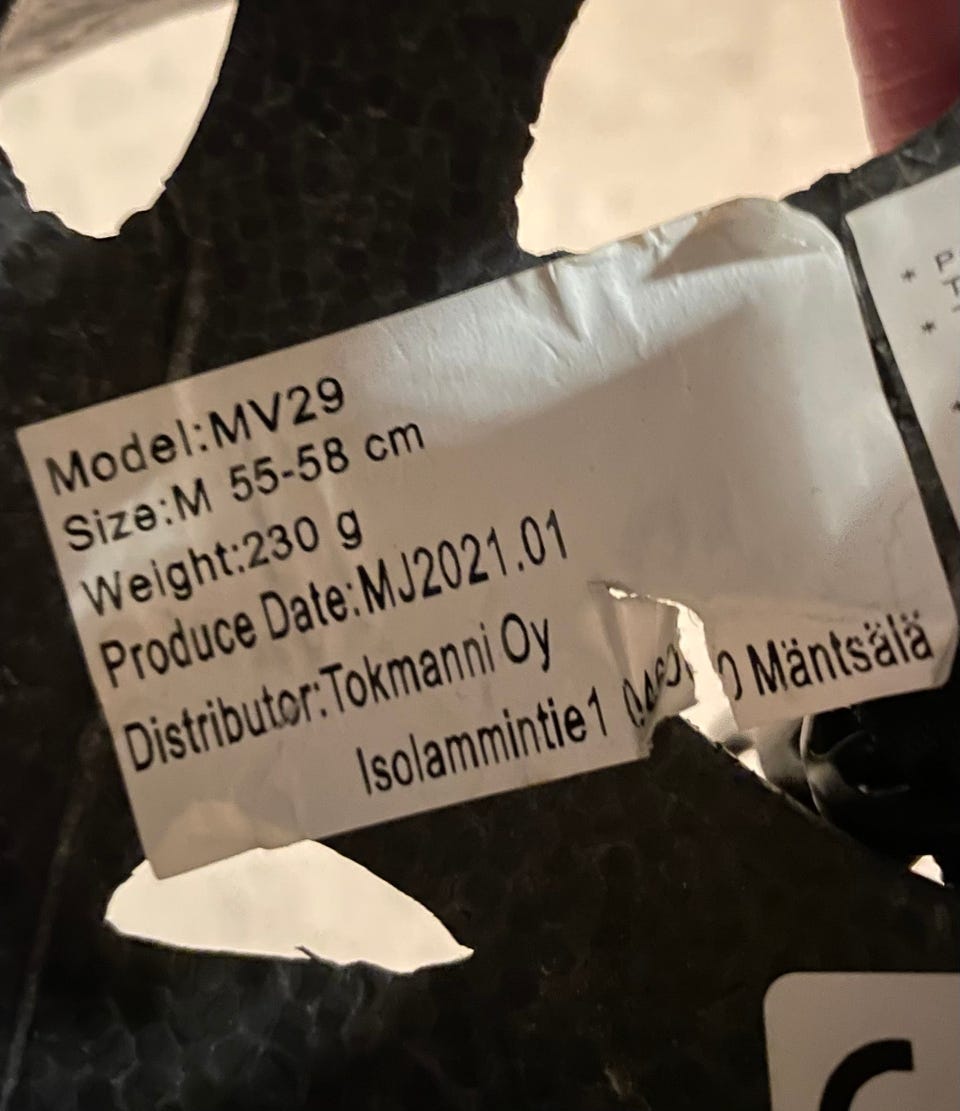 Model:MV29
Size:M 55-58 cm
Weight:230 g
Produce Date:MJ2021.01
Distributor:Tokmanni Oy
Isolammintie1 Mäntsälä